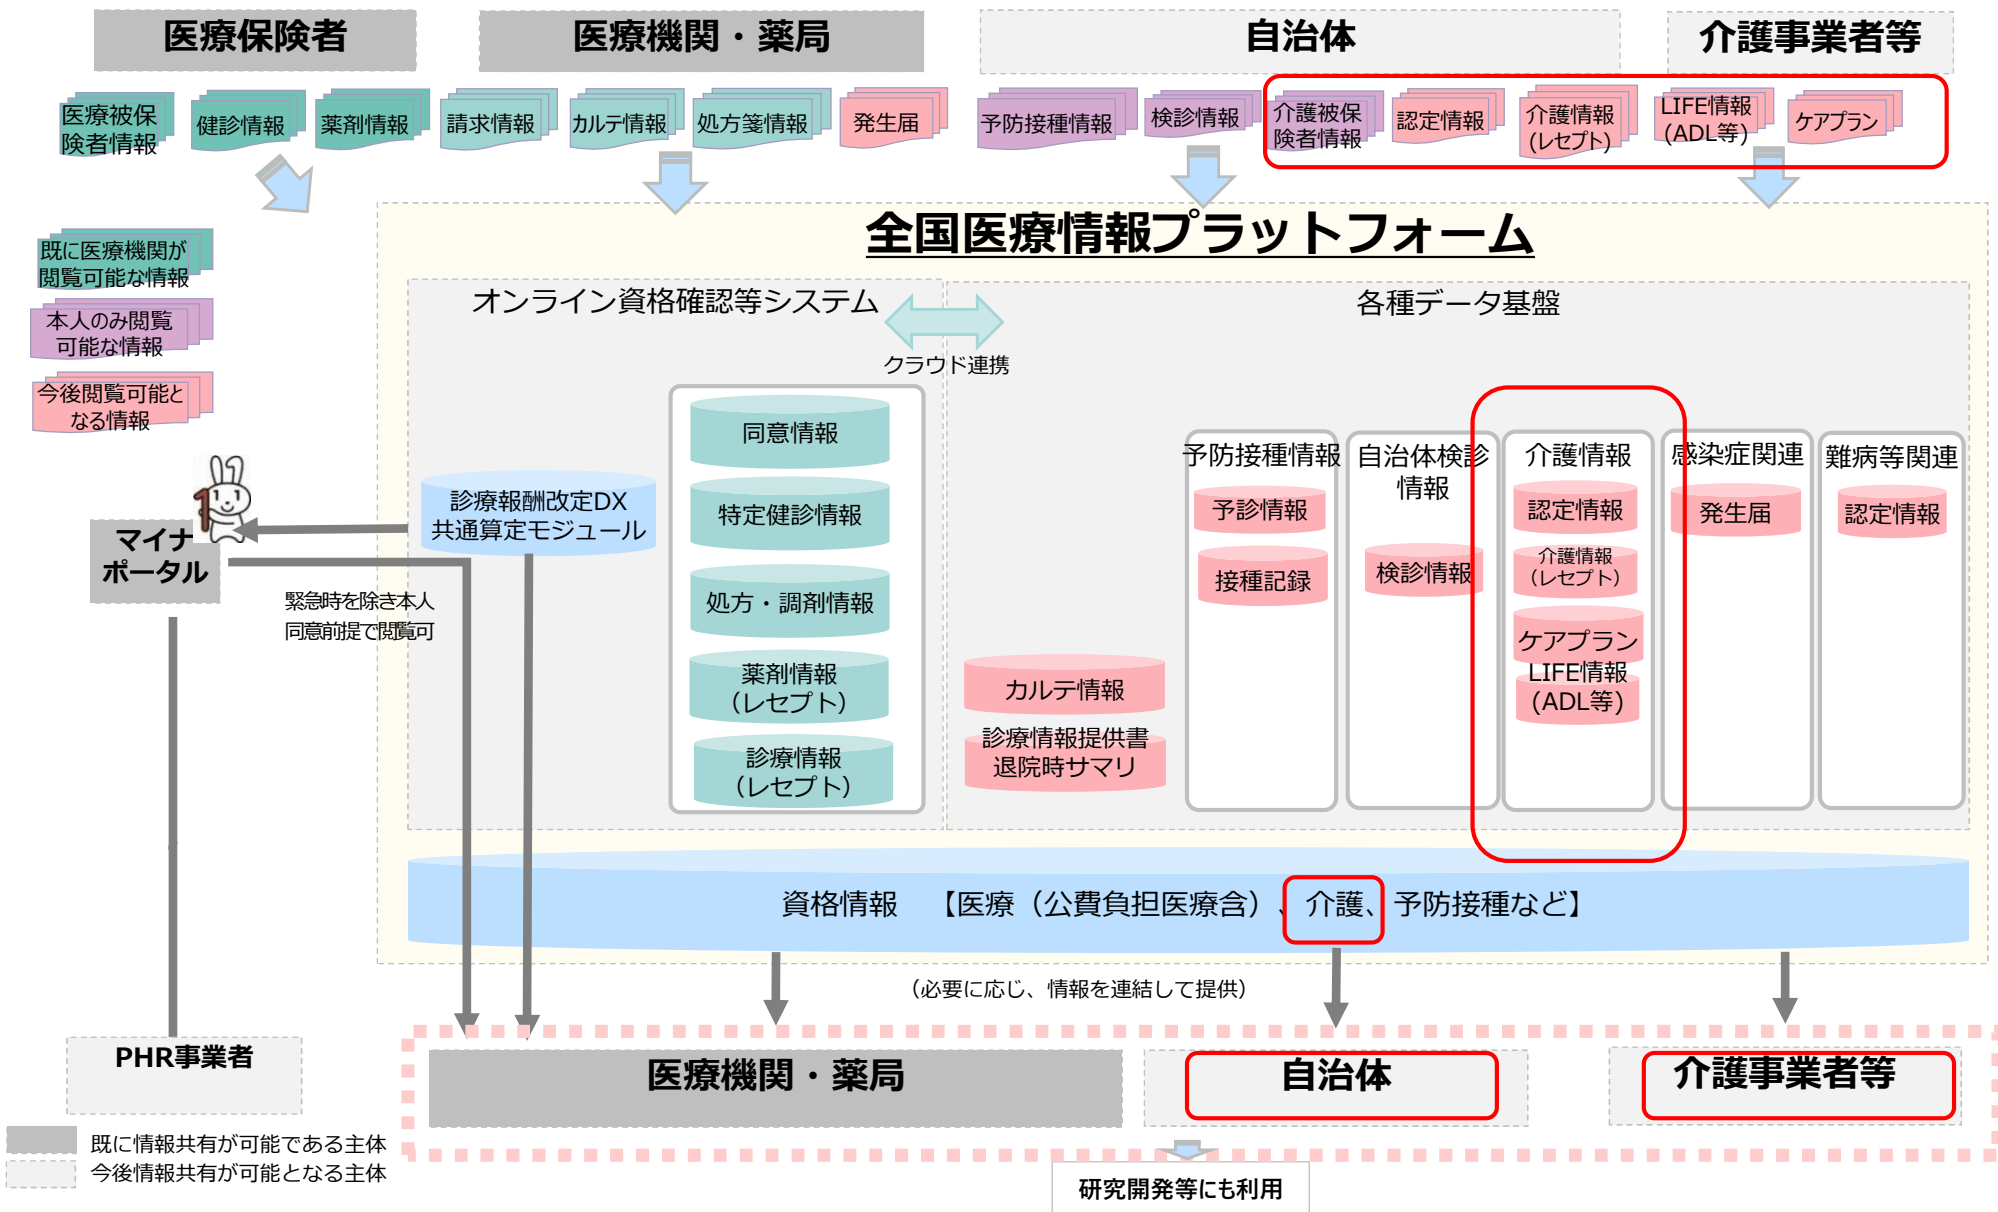 医療保険者
医療機関・薬局
自治体
介護事業者等
医療被保
険者情報
健診情報
薬剤情報
請求情報
カルテ情報
処方箋情報
発生届
予防接種情報
検診情報
介護被保
険者情報
認定情報
介護情報
(レセプト)
LIFE情報
(ADL等)
ケアプラン
全国医療情報プラットフォーム
既に医療機関が
閲覧可能な情報
本人のみ閲覧
可能な情報
今後閲覧可能と
なる情報
オンライン資格確認等システム
クラウド連携
各種データ基盤
同意情報
特定健診情報
処方・調剤情報
薬剤情報
（レセプト）
診療情報
（レセプト）
診療報酬改定DX
共通算定モジュール
1
マイナ
ポータル
緊急時を除き本人
同意前提で閲覧可
カルテ情報
診療情報提供書
退院時サマリ
予防接種情報
予診情報
接種記録
自治体検診
情報
検診情報
介護情報
認定情報
介護情報
（レセプト）
ケアプラン
LIFE情報
(ADL等)
感染症関連
発生届
難病等関連
認定情報
資格情報　【医療（公費負担医療含）、介護、予防接種など】
（必要に応じ、情報を連結して提供）
PHR事業者
医療機関・薬局
自治体
介護事業者等
既に情報共有が可能である主体
今後情報共有が可能となる主体
研究開発等にも利用